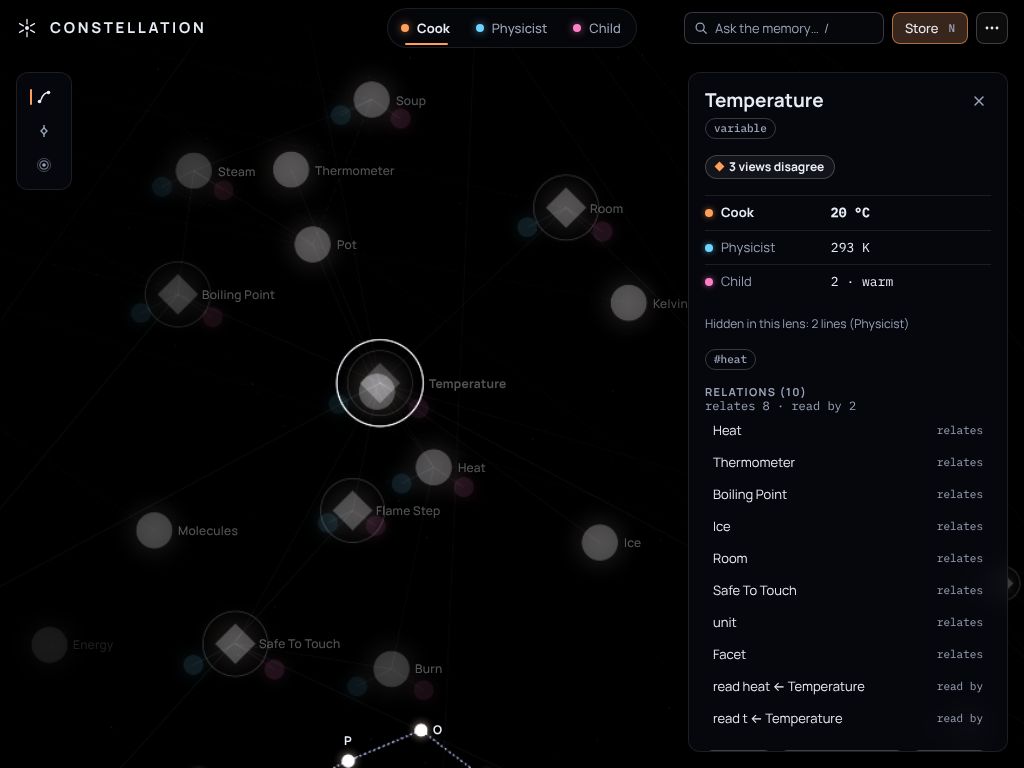 CONSTELLATION
Cook
Physicist
Child
Ask the memory... /
Store N
Soup
Steam
Thermometer
Room
Pot
Boiling Point
Kelvin
Temperature
Heat
Flame Step
Molecules
Ice
Energy
Safe To Touch
Burn
P
O
Temperature
variable
3 views disagree
Cook 20 °C
Physicist 293 K
Child 2 · warm
Hidden in this lens: 2 lines (Physicist)
#heat
RELATIONS (10)
relates 8 · read by 2
Heat relates
Thermometer relates
Boiling Point relates
Ice relates
Room relates
Safe To Touch relates
unit relates
Facet relates
read heat ← Temperature read by
read t ← Temperature read by